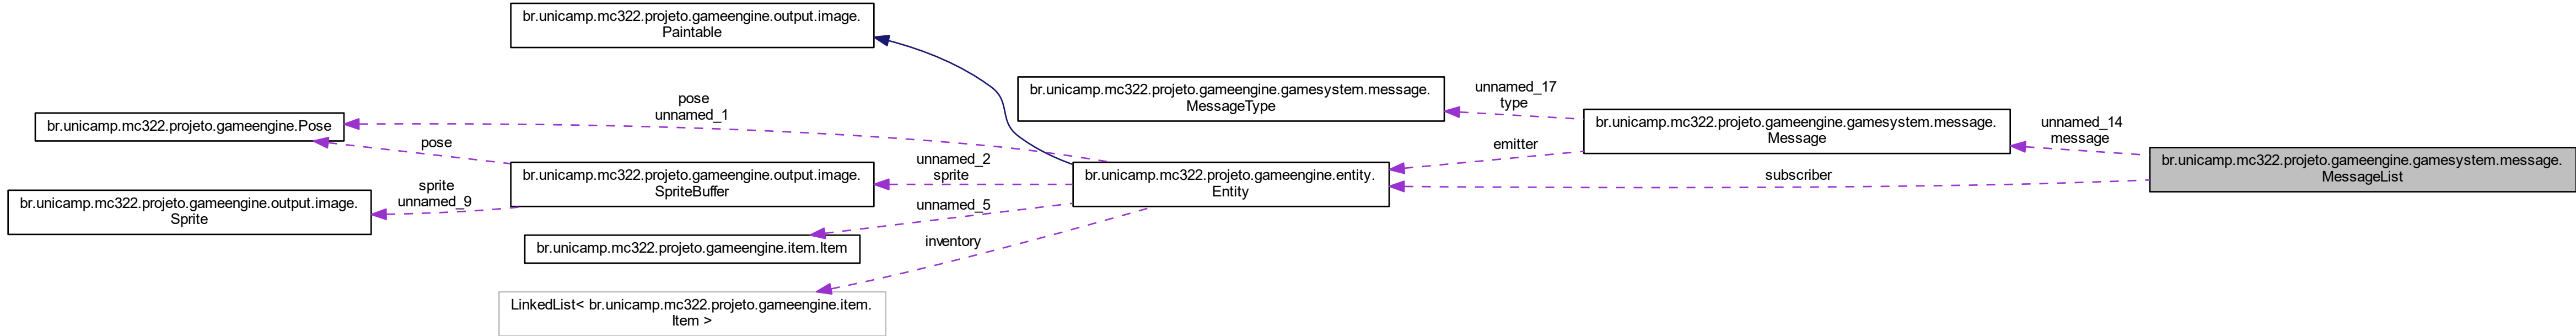 br.unicamp.mc322.projeto.gameengine.output.image.
Paintable
br.unicamp.mc322.projeto.gameengine.gamesystem.message.
MessageType
unnamed_17
type
pose
unnamed_1
br.unicamp.mc322.projeto.gameengine.Pose
pose
br.unicamp.mc322.projeto.gameengine.gamesystem.message.
Message
unnamed_14
message
emitter
br.unicamp.mc322.projeto.gameengine.gamesystem.message.
MessageList
unnamed_2
sprite
br.unicamp.mc322.projeto.gameengine.output.image.
SpriteBuffer
br.unicamp.mc322.projeto.gameengine.entity.
Entity
subscriber
sprite
unnamed_9
br.unicamp.mc322.projeto.gameengine.output.image.
Sprite
unnamed_5
br.unicamp.mc322.projeto.gameengine.item.Item
inventory
LinkedList< br.unicamp.mc322.projeto.gameengine.item.
Item >